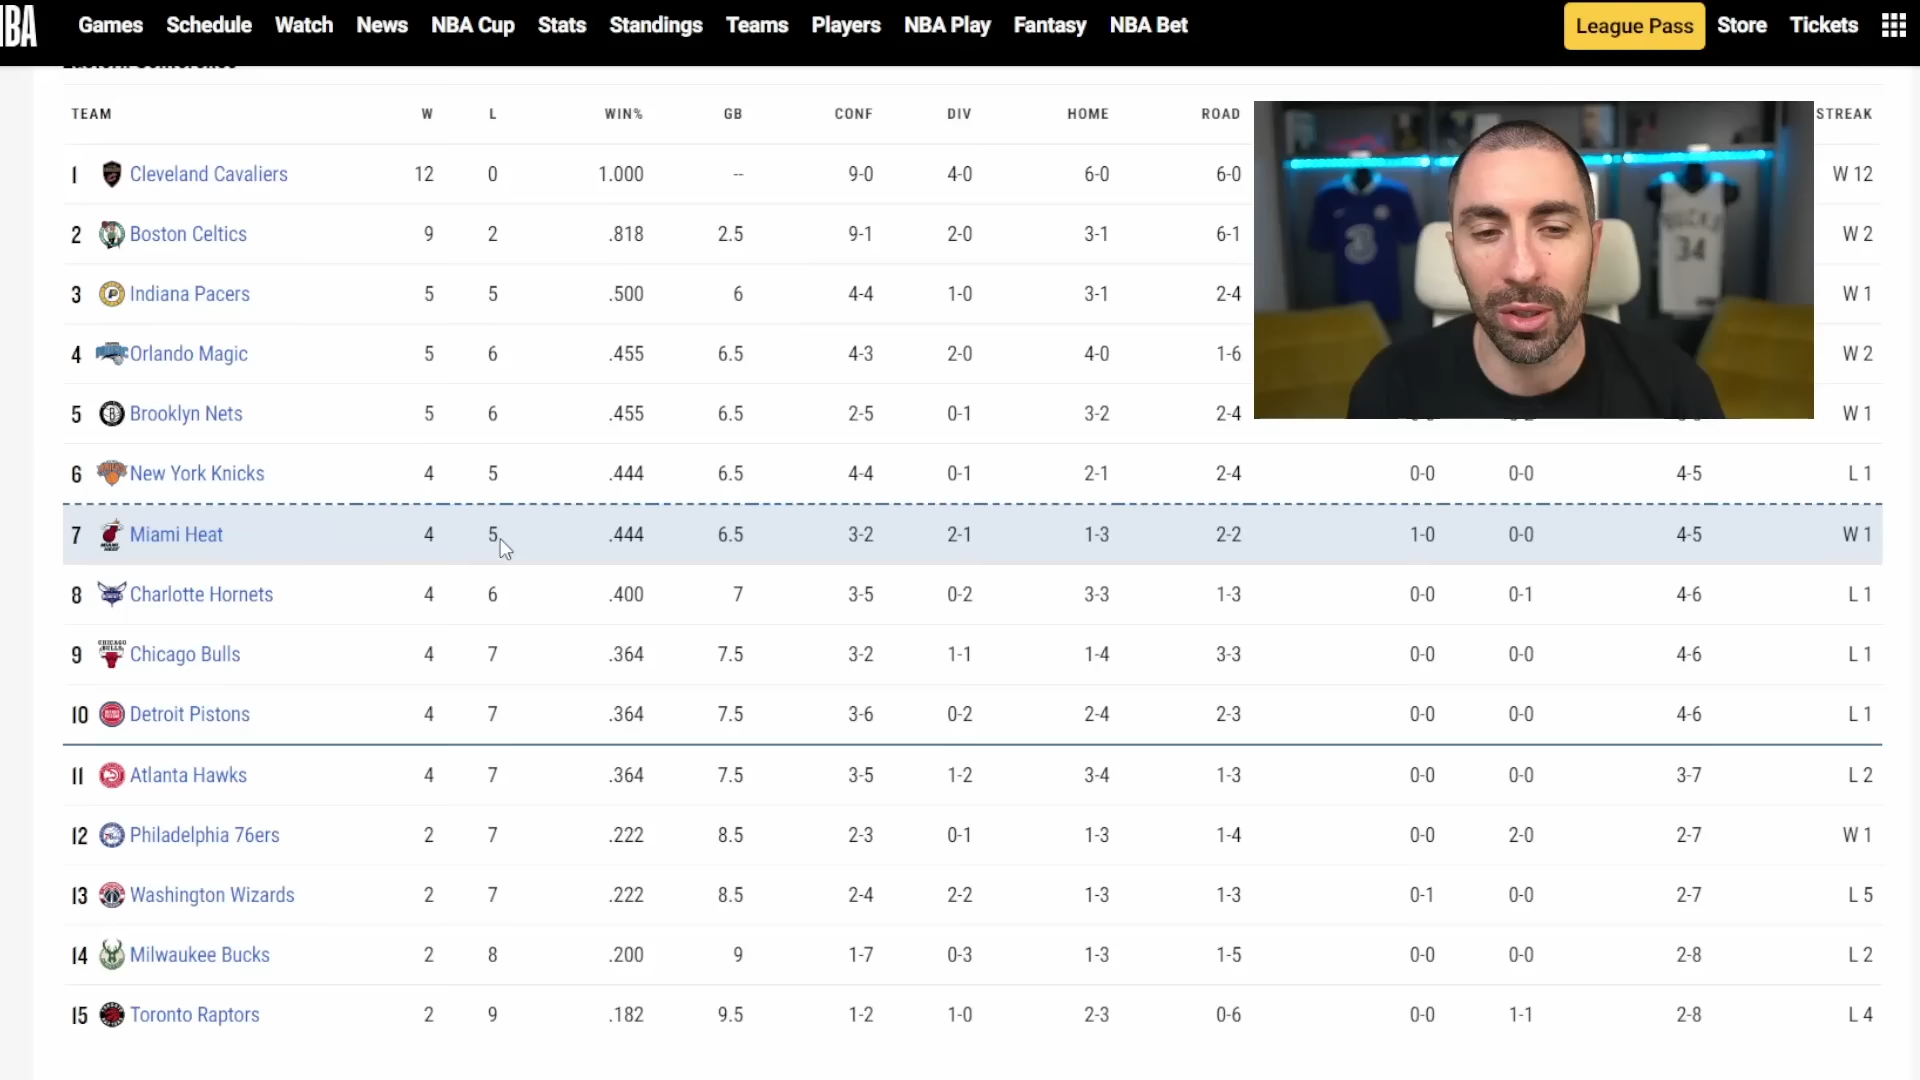 NBA Games Schedule Watch News NBA Cup Stats Standings Teams Players NBA Play Fantasy NBA Bet League Pass Store Tickets
Eastern Conference
TEAM W L WIN% GB CONF DIV HOME ROAD STREAK
1 Cleveland Cavaliers 12 0 1.000 -- 9-0 4-0 6-0 6-0 W 12
2 Boston Celtics 9 2 .818 2.5 9-1 2-0 3-1 6-1 W 2
3 Indiana Pacers 5 5 .500 6 4-4 1-0 3-1 2-4 W 1
4 Orlando Magic 5 6 .455 6.5 4-3 2-0 4-0 1-6 W 2
5 Brooklyn Nets 5 6 .455 6.5 2-5 0-1 3-2 2-4 W 1
6 New York Knicks 4 5 .444 6.5 4-4 0-1 2-1 2-4 0-0 0-0 4-5 L 1
7 Miami Heat 4 5 .444 6.5 3-2 2-1 1-3 2-2 1-0 0-0 4-5 W 1
8 Charlotte Hornets 4 6 .400 7 3-5 0-2 3-3 1-3 0-0 0-1 4-6 L 1
9 Chicago Bulls 4 7 .364 7.5 3-2 1-1 1-4 3-3 0-0 0-0 4-6 L 1
10 Detroit Pistons 4 7 .364 7.5 3-6 0-2 2-4 2-3 0-0 0-0 4-6 L 1
11 Atlanta Hawks 4 7 .364 7.5 3-5 1-2 3-4 1-3 0-0 0-0 3-7 L 2
12 Philadelphia 76ers 2 7 .222 8.5 2-3 0-1 1-3 1-4 0-0 2-0 2-7 W 1
13 Washington Wizards 2 7 .222 8.5 2-4 2-2 1-3 1-3 0-1 0-0 2-7 L 5
14 Milwaukee Bucks 2 8 .200 9 1-7 0-3 1-3 1-5 0-0 0-0 2-8 L 2
15 Toronto Raptors 2 9 .182 9.5 1-2 1-0 2-3 0-6 0-0 1-1 2-8 L 4
3
BUCKS
34